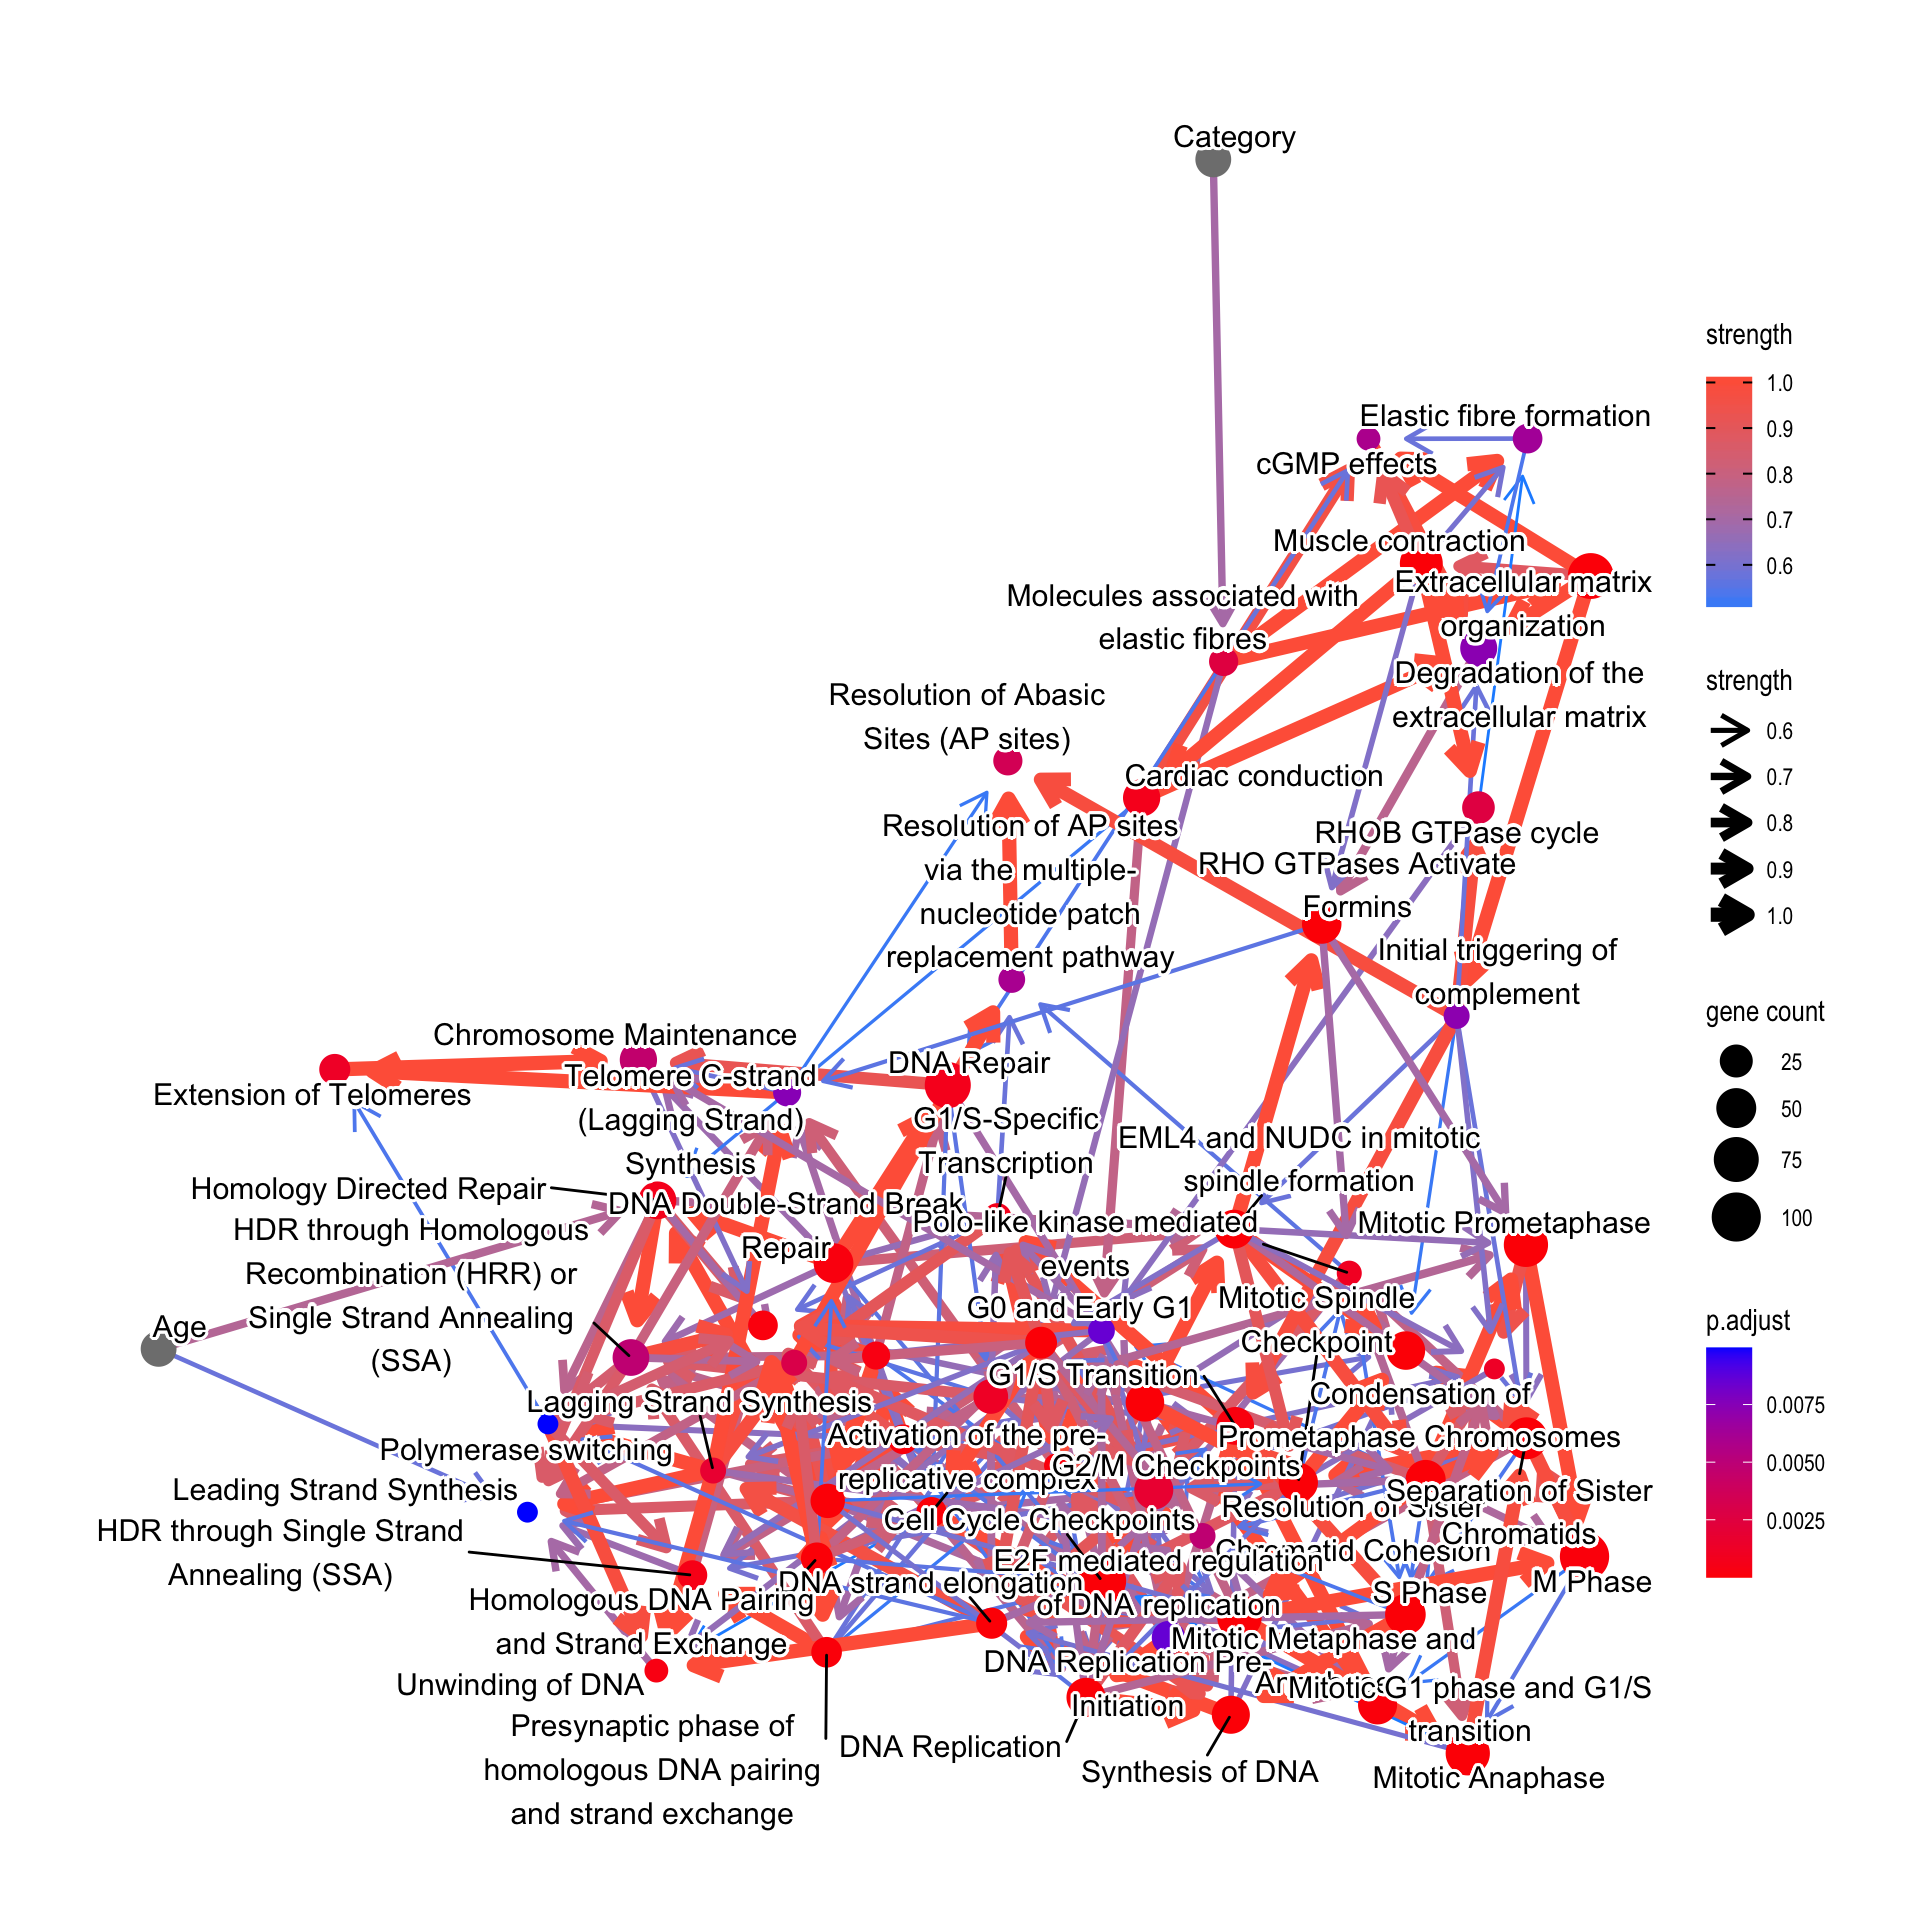 Category
Elastic fibre formation
cGMP effects
Muscle contraction
Extracellular matrix
organization
Molecules associated with
elastic fibres
Degradation of the
extracellular matrix
Resolution of Abasic
Sites (AP sites)
Cardiac conduction
Resolution of AP sites
via the multiple-
nucleotide patch
replacement pathway
RHOB GTPase cycle
RHO GTPases Activate
Formins
Initial triggering of
complement
Chromosome Maintenance
Extension of Telomeres
Telomere C-strand
(Lagging Strand)
Synthesis
DNA Repair
G1/S-Specific
Transcription
EML4 and NUDC in mitotic
spindle formation
Homology Directed Repair
DNA Double-Strand Break
Repair
HDR through Homologous
Recombination (HRR) or
Single Strand Annealing
(SSA)
Polo-like kinase mediated
events
Mitotic Prometaphase
Age
G0 and Early G1
Mitotic Spindle
Checkpoint
G1/S Transition
Condensation of
Prometaphase Chromosomes
Lagging Strand Synthesis
Polymerase switching
Activation of the pre-
replicative complex
G2/M Checkpoints
Leading Strand Synthesis
Resolution of Sister
Chromatid Cohesion
Separation of Sister
Chromatids
HDR through Single Strand
Annealing (SSA)
Cell Cycle Checkpoints
E2F mediated regulation
of DNA replication
M Phase
S Phase
DNA strand elongation
Homologous DNA Pairing
and Strand Exchange
Unwinding of DNA
Mitotic Metaphase and
DNA Replication Pre-
Initiation
Mitotic G1 phase and G1/S
transition
Presynaptic phase of
homologous DNA pairing
and strand exchange
DNA Replication
Synthesis of DNA
Mitotic Anaphase
strength
1.0
0.9
0.8
0.7
0.6
strength
0.6
0.7
0.8
0.9
1.0
gene count
25
50
75
100
p.adjust
0.0075
0.0050
0.0025